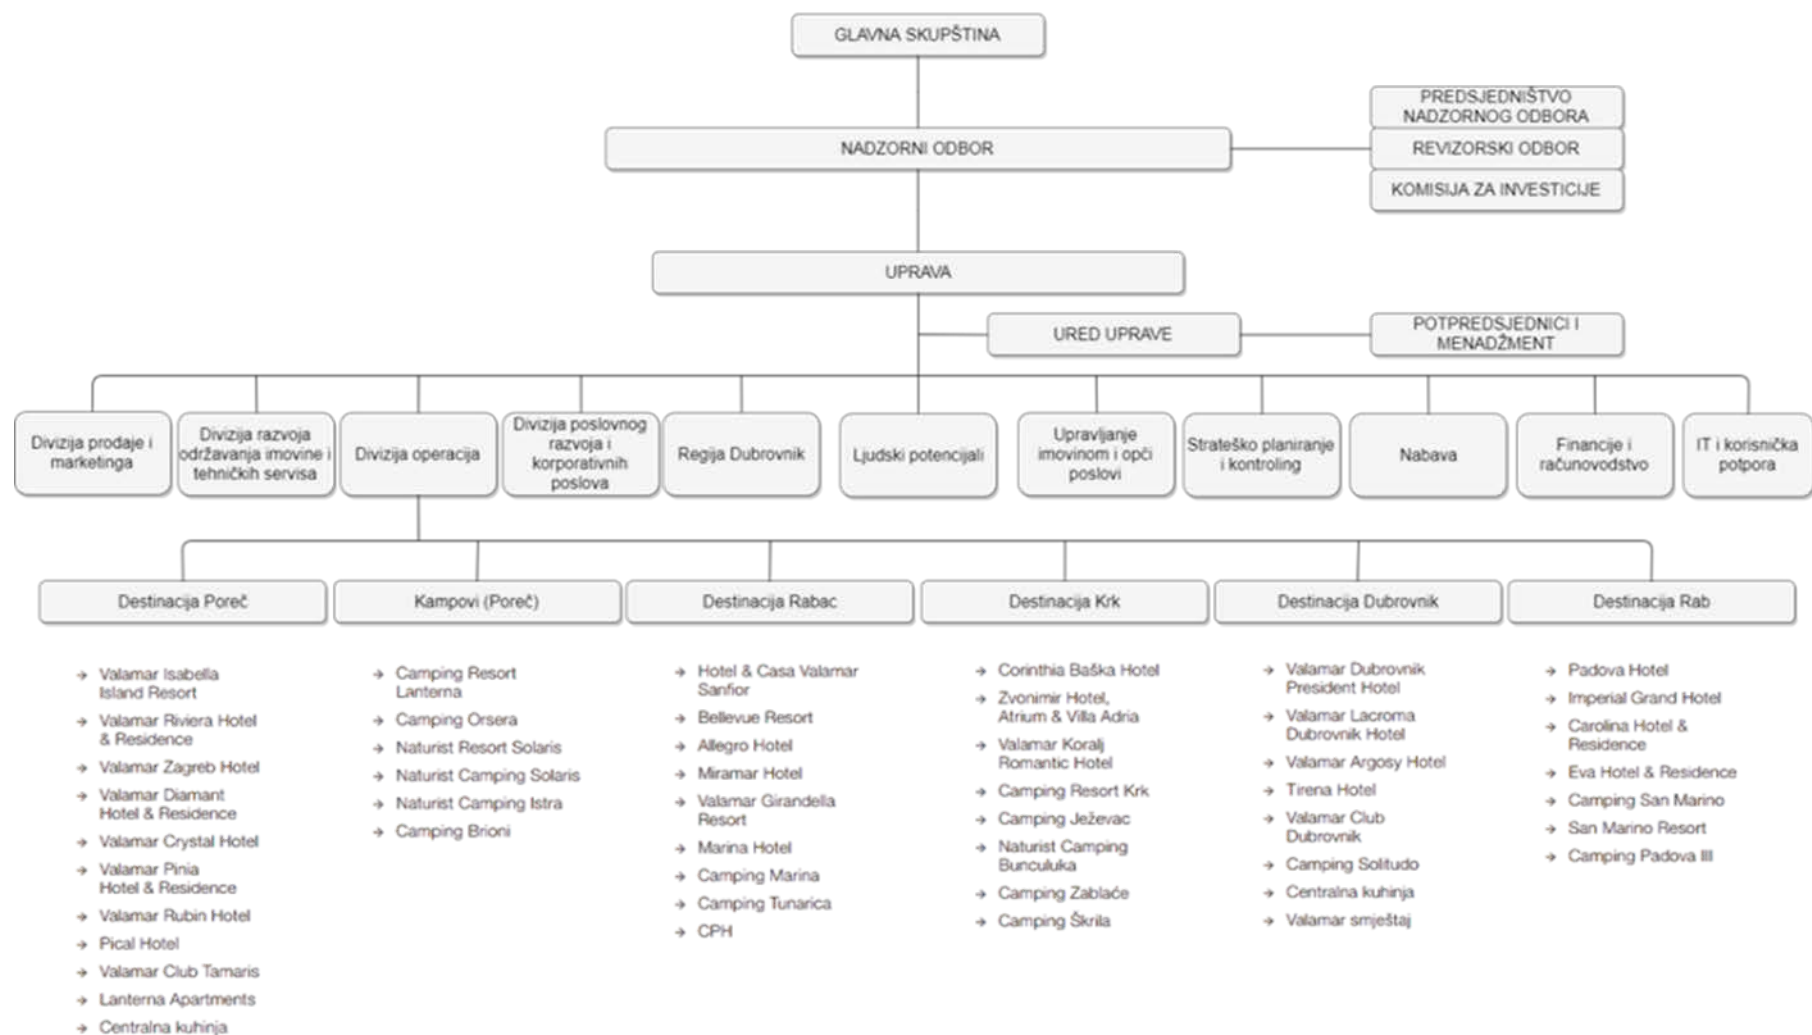 GLAVNA SKUPŠTINA
PREDSJEDNIŠTVO
NADZORNOG ODBORA
NADZORNI ODBOR
REVIZORSKI ODBOR
KOMISIJA ZA INVESTICIJE
UPRAVA
URED UPRAVE
POTPREDSJEDNICI I
MENADŽMENT
Divizija prodaje i
marketinga
Divizija razvoja
održavanja imovine i
tehničkih servisa
Divizija operacija
Divizija poslovnog
razvoja i
korporativnih
poslova
Regija Dubrovnik
Ljudski potencijali
Upravljanje
imovinom i opči
poslovi
Strateško planiranje
i kontroling
Nabava
Financije i
računovodstvo
IT i korisnička
potpora
Destinacija Poreč
Kampovi (Poreč)
Destinacija Rabac
Destinacija Krk
Destinacija Dubrovnik
Destinacija Rab
→ Valamar Isabella
Island Resort
→ Valamar Riviera Hotel
& Residence
→ Valamar Zagreb Hotel
→ Valamar Diamant
Hotel & Residence
→ Valamar Crystal Hotel
→ Valamar Pinia
Hotel & Residence
→ Valamar Rubin Hotel
→ Pical Hotel
→ Valamar Club Tamaris
→ Lanterna Apartments
→ Centralna kuhinja
→ Camping Resort
Lanterna
→ Camping Orsera
→ Naturist Resort Solaris
→ Naturist Camping Solaris
→ Naturist Camping Istra
→ Camping Brioni
→ Hotel & Casa Valamar
Sanfior
→ Bellevue Resort
→ Allegro Hotel
→ Miramar Hotel
→ Valamar Girandella
Resort
→ Marina Hotel
→ Camping Marina
→ Camping Tunarica
→ CPH
→ Corinthia Baška Hotel
→ Zvonimir Hotel,
Atrium & Villa Adria
→ Valamar Koralj
Romantic Hotel
→ Camping Resort Krk
→ Camping Ježevac
→ Naturist Camping
Bunculuka
→ Camping Zablaće
→ Camping Škrila
→ Valamar Dubrovnik
President Hotel
→ Valamar Lacroma
Dubrovnik Hotel
→ Valamar Argosy Hotel
→ Tirena Hotel
→ Valamar Club
Dubrovnik
→ Camping Solitudo
→ Centralna kuhinja
→ Valamar smještaj
→ Padova Hotel
→ Imperial Grand Hotel
→ Carolina Hotel &
Residence
→ Eva Hotel & Residence
→ Camping San Marino
→ San Marino Resort
→ Camping Padova III